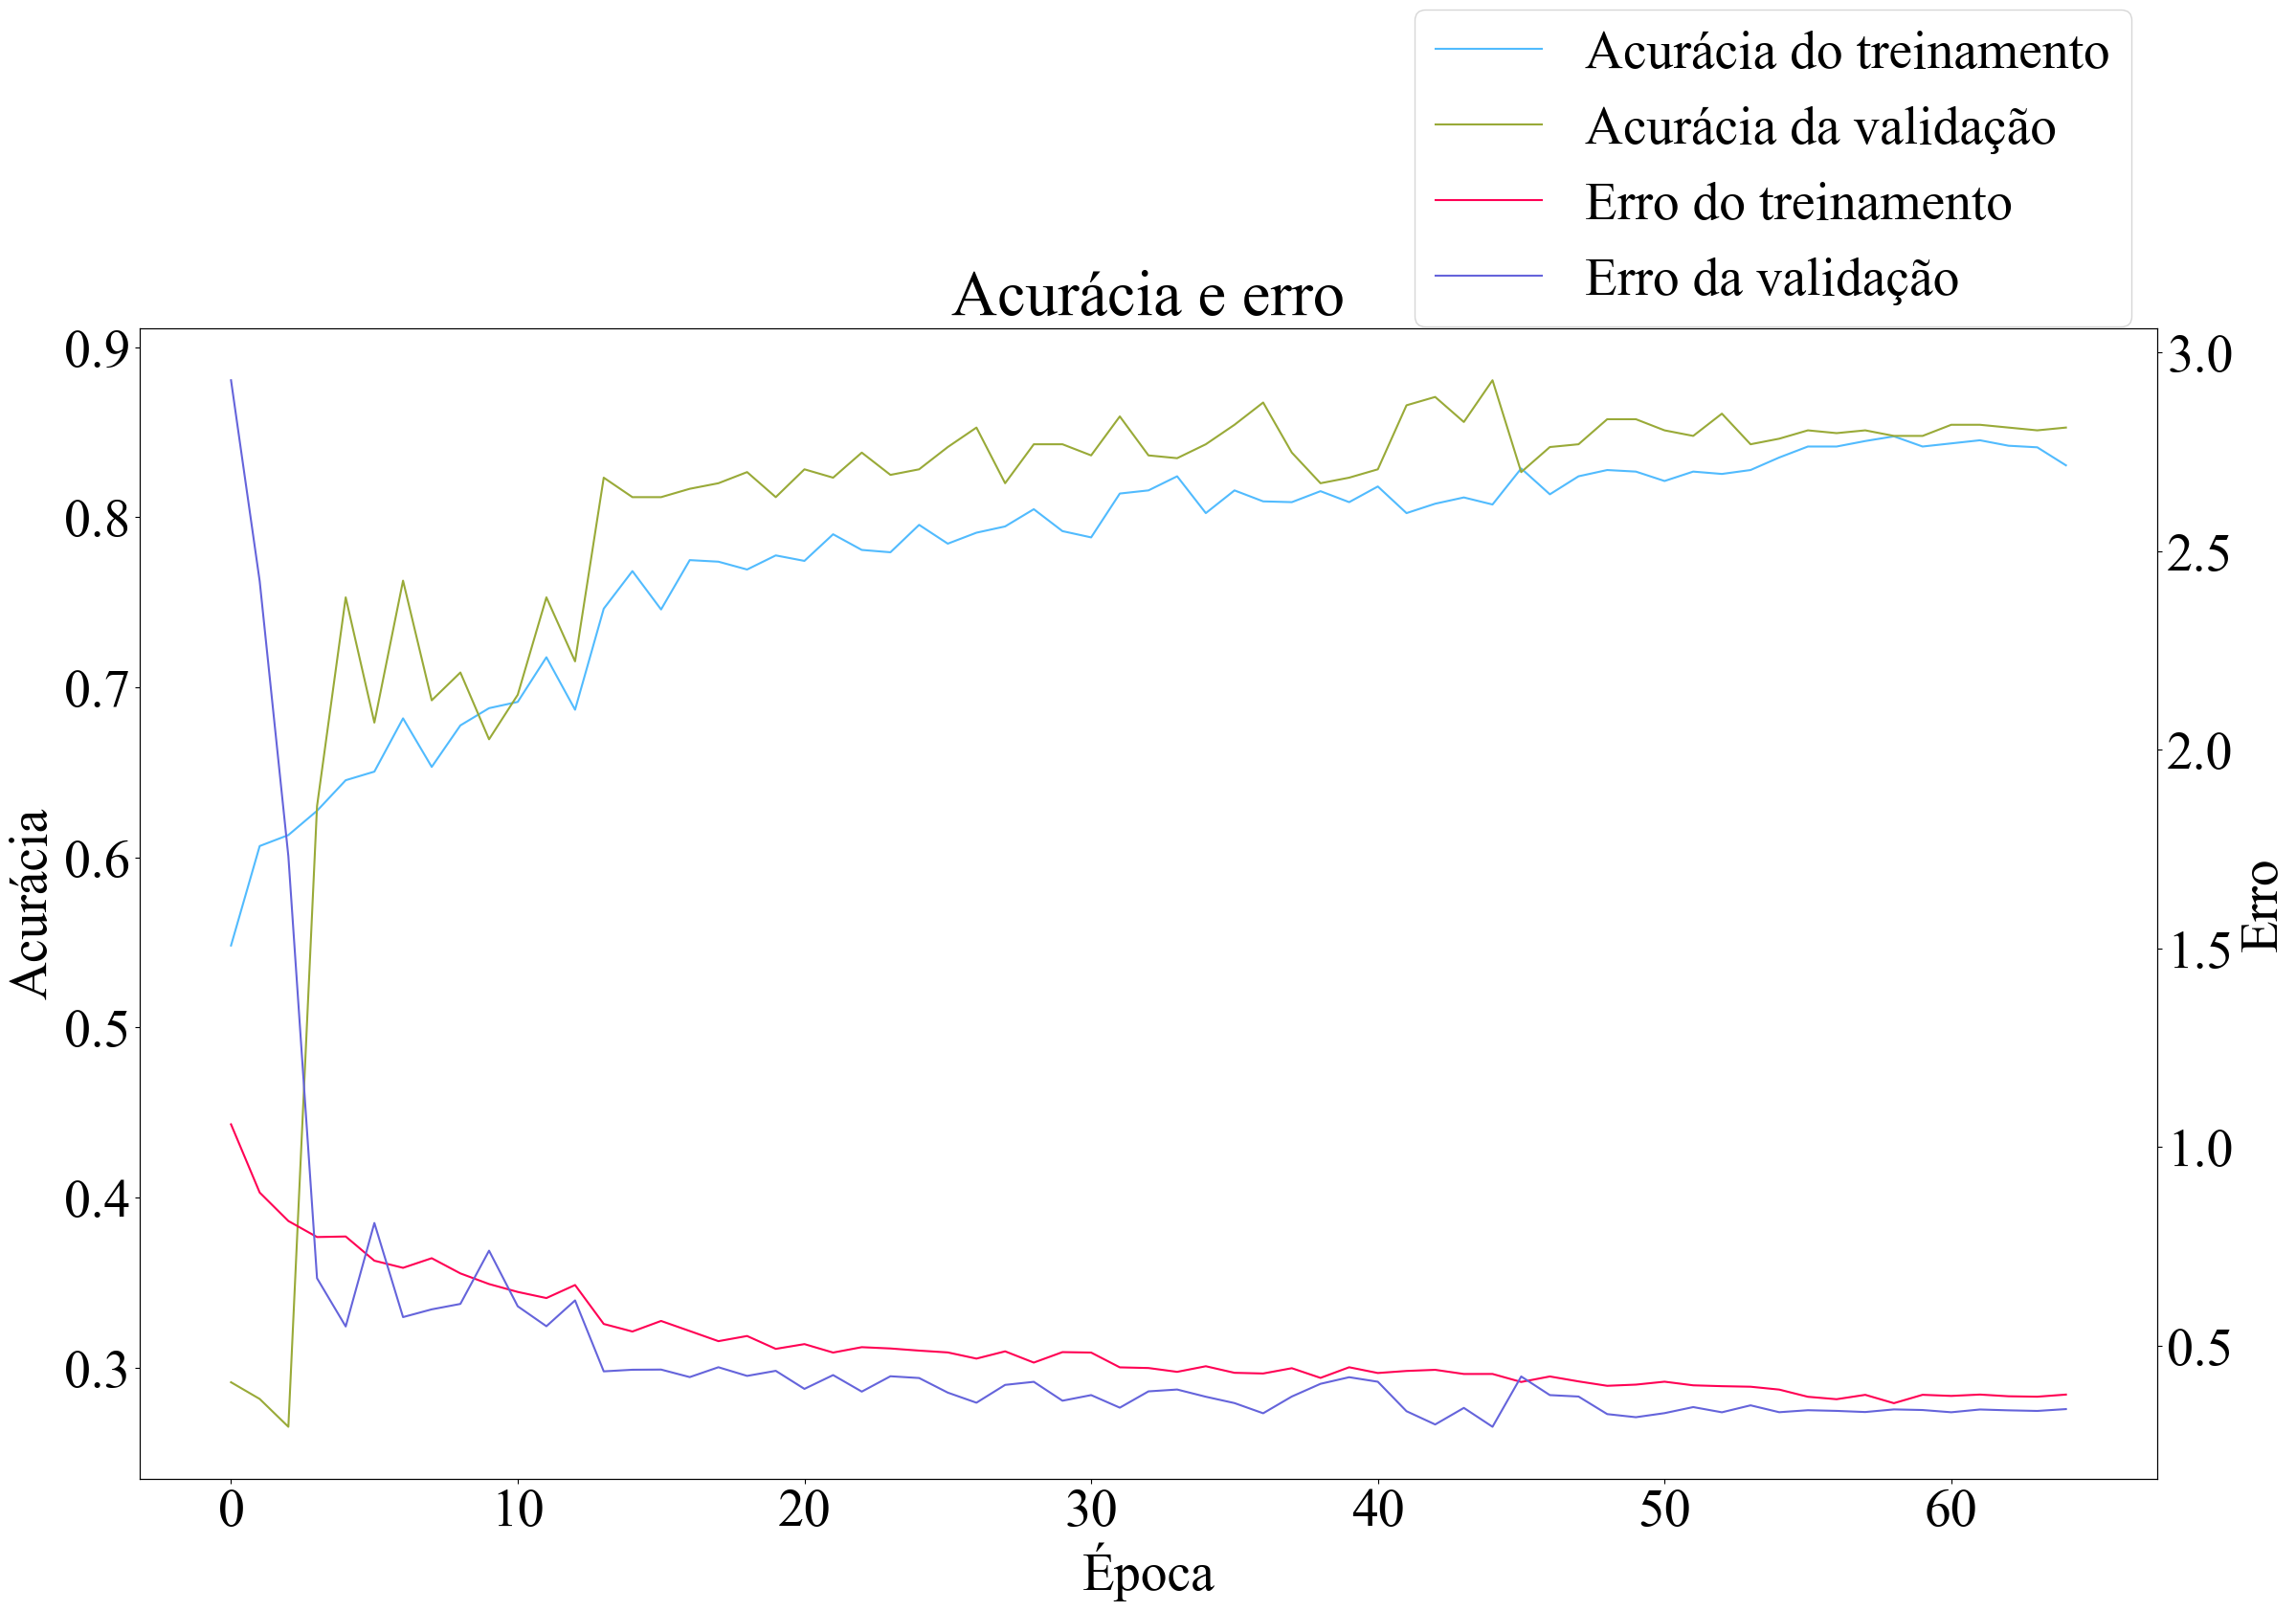 Acurácia do treinamento
Acurácia da validação
Erro do treinamento
Erro da validação
Acurácia e erro
0.9
0.8
0.7
0.6
0.5
0.4
0.3
Acurácia
3.0
2.5
2.0
1.5
1.0
0.5
Erro
0 10 20 30 40 50 60
Época